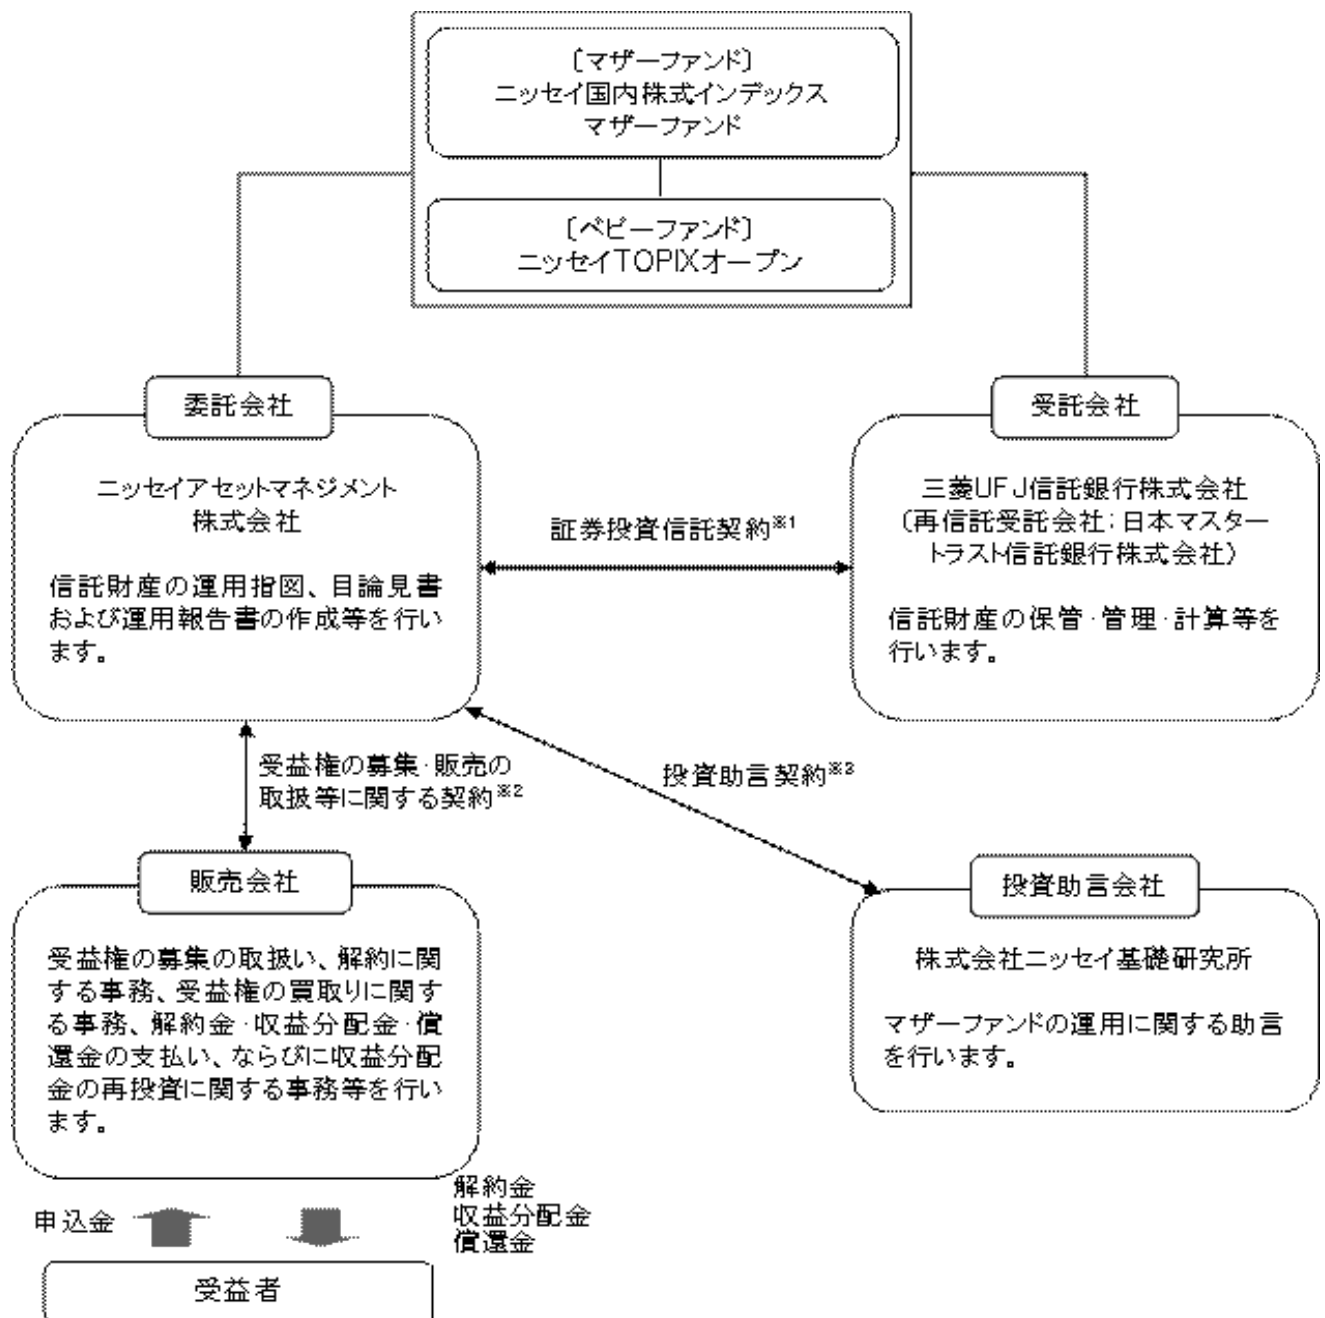 〔マザーファンド〕
ニッセイ国内株式インデックス
マザーファンド
〔ベビーファンド〕
ニッセイTOPIXオープン
委託会社
ニッセイアセットマネジメント
株式会社
信託財産の運用指図、目論見書
および運用報告書の作成等を行い
ます。
証券投資信託契約※1
受託会社
三菱UFJ信託銀行株式会社
（再信託受託会社：日本マスター
トラスト信託銀行株式会社）
信託財産の保管・管理・計算等を
行います。
受益権の募集・販売の
取扱等に関する契約※2
投資助言契約※3
販売会社
受益権の募集の取扱い、解約に関
する事務、受益権の買取りに関す
る事務、解約金・収益分配金・償
還金の支払い、ならびに収益分配
金の再投資に関する事務等を行い
ます。
投資助言会社
株式会社ニッセイ基礎研究所
マザーファンドの運用に関する助言
を行います。
申込金
解約金
収益分配金
償還金
受益者